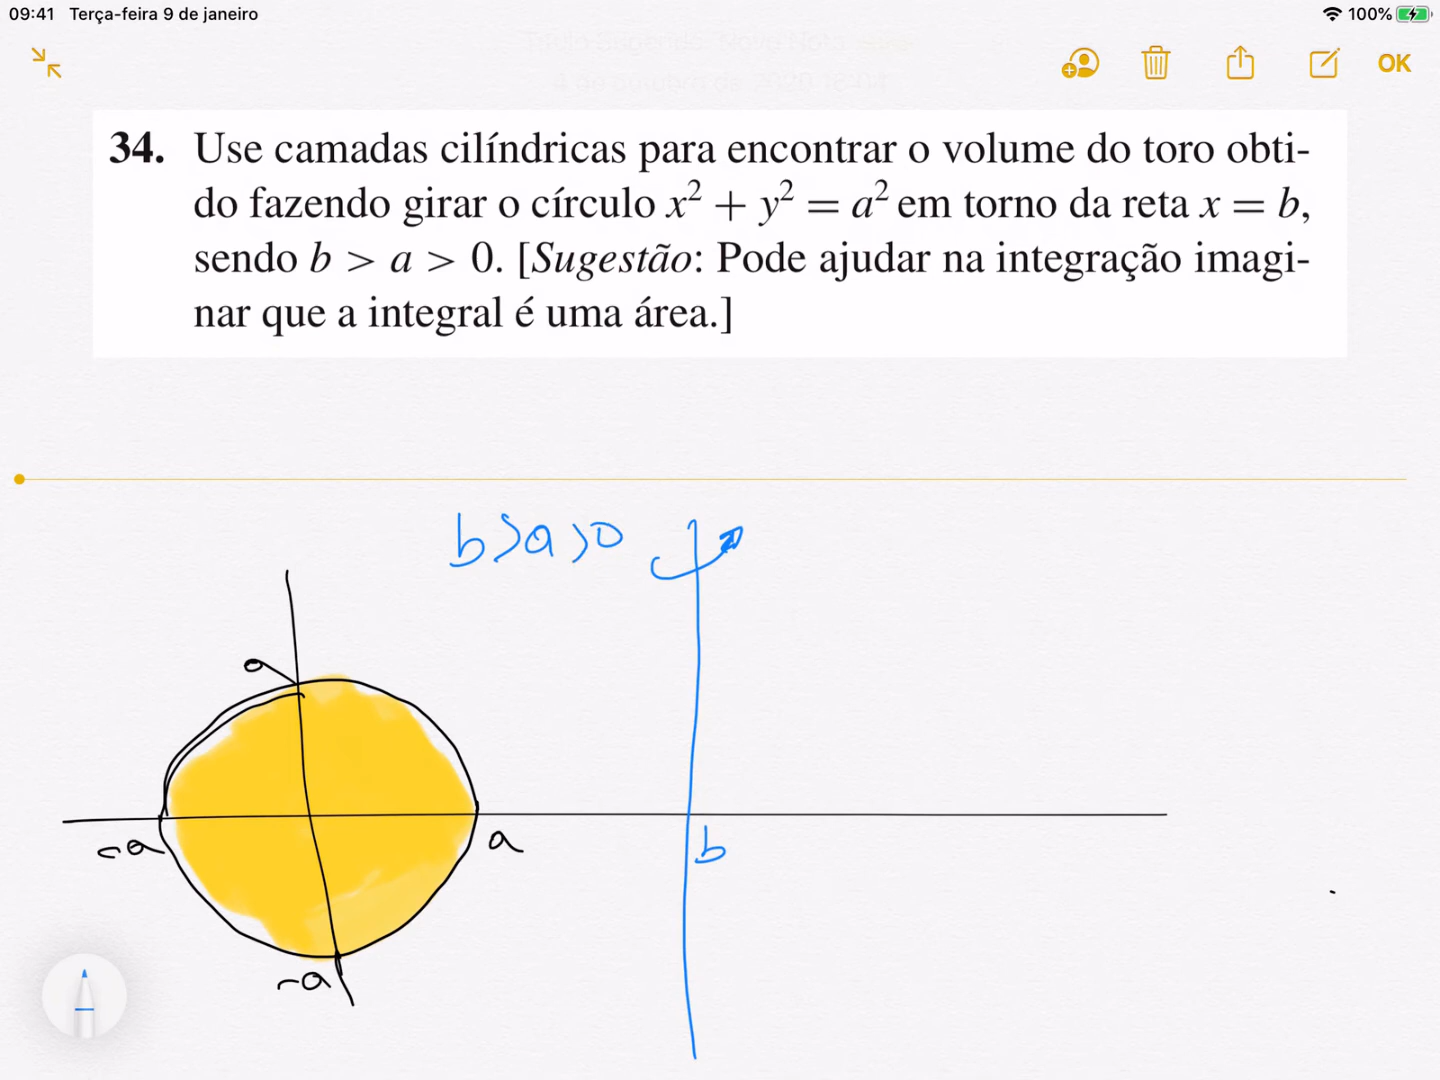 09:41 Terça-feira 9 de janeiro
100%
OK
34. Use camadas cilíndricas para encontrar o volume do toro obti-
do fazendo girar o círculo x² + y² = a² em torno da reta x = b,
sendo b > a > 0. [Sugestão: Pode ajudar na integração imagi-
nar que a integral é uma área.]
b>a>0
a
-a
a
b
-a